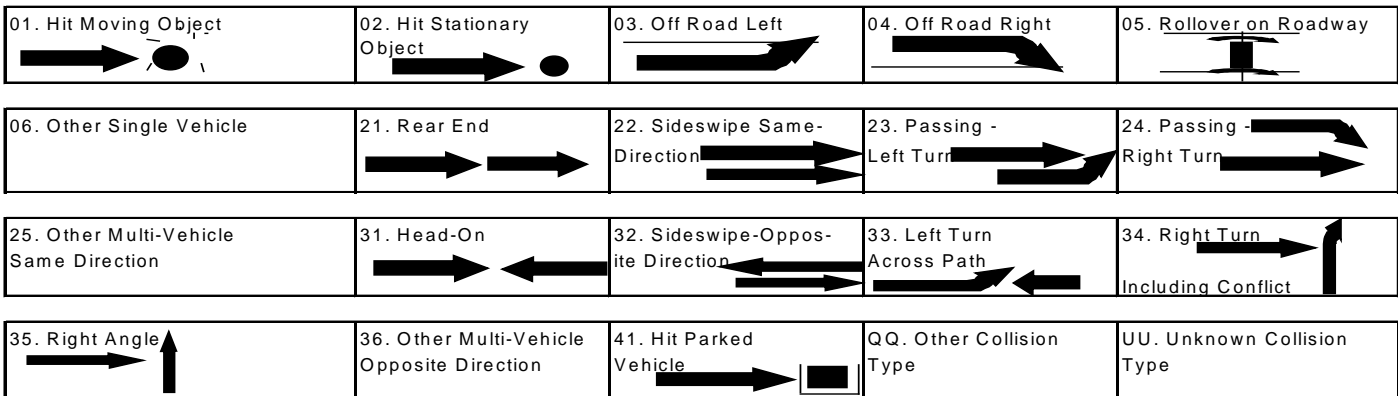 01. Hit Moving Object
02. Hit Stationary
Object
03. Off Road Left
04. Off Road Right
05. Rollover on Roadway
06. Other Single Vehicle
21. Rear End
22. Sideswipe Same-
Direction
23. Passing -
Left Turn
24. Passing -
Right Turn
25. Other Multi-Vehicle
Same Direction
31. Head-On
32. Sideswipe-Oppos-
ite Direction
33. Left Turn
Across Path
34. Right Turn
Including Conflict
35. Right Angle
36. Other Multi-Vehicle
Opposite Direction
41. Hit Parked
Vehicle
QQ. Other Collision
Type
UU. Unknown Collision
Type